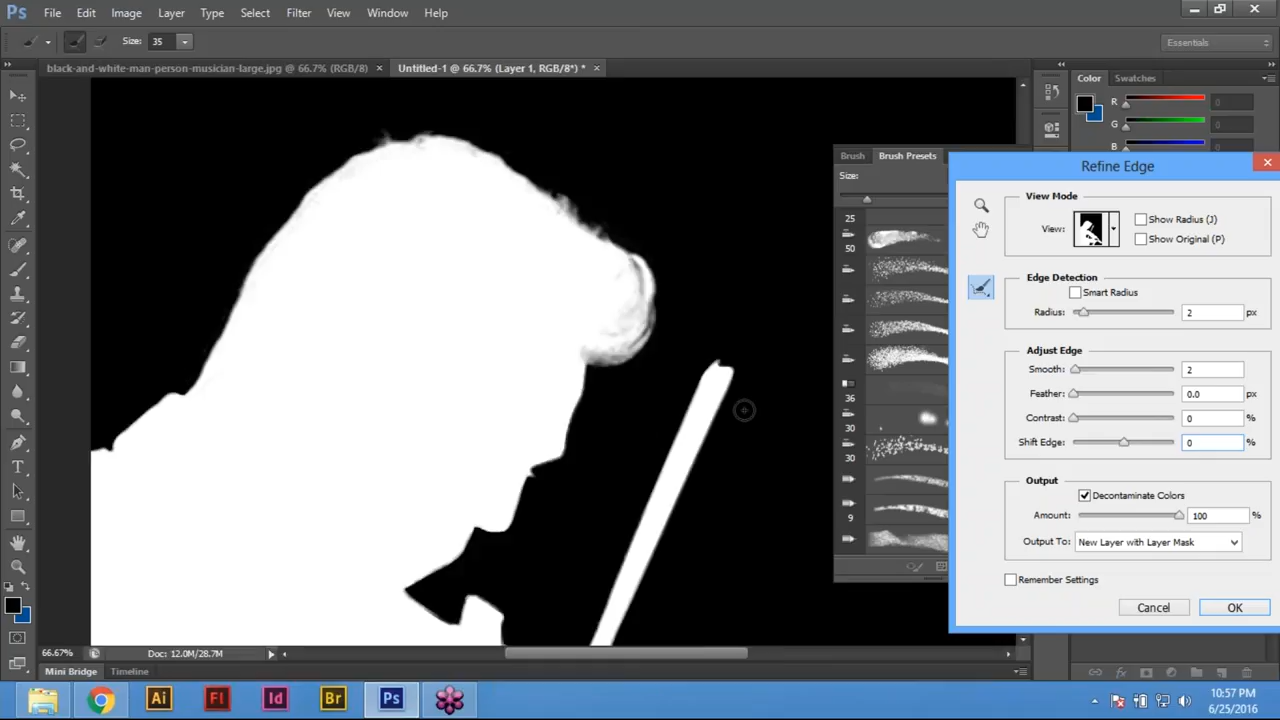 Ps File Edit Image Layer Type Select Filter View Window Help
Size: 35 Essentials
black-and-white-man-person-musician-large.jpg @ 66.7% (RGB/8) × Untitled-1 @ 66.7% (Layer 1, RGB/8*) * ×
Color Swatches
R 0
G 0
B
Brush Brush Presets
Size:
25
50
36
30
30
9
Refine Edge
View Mode
View: Show Radius (J)
Show Original (P)
Edge Detection
Smart Radius
Radius: 2 px
Adjust Edge
Smooth: 2
Feather: 0.0 px
Contrast: 0 %
Shift Edge: 0 %
Output
Decontaminate Colors
Amount: 100 %
Output To: New Layer with Layer Mask
Remember Settings
Cancel OK
66.67% Doc: 12.0M/28.7M
Mini Bridge Timeline
Ai Fl Id Br Ps
10:57 PM
6/25/2016